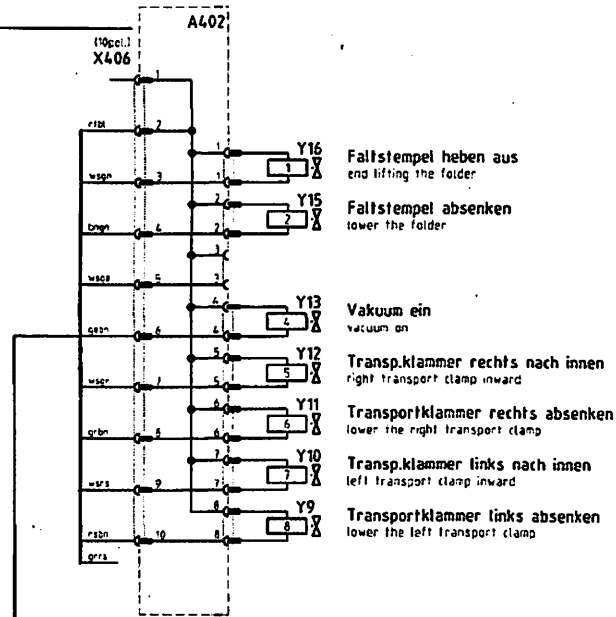 A402
(10pol.)
X406
1
rtbl 2
1 Y16
1 Faltstempel heben aus
wsgn 3 1 end lifting the folder
2 Y15
2 Faltstempel absenken
bngn 4 2 lower the folder
3
5 3
4 Y13
4 Vakuum ein
gebn 6 4 vacuum on
5 Y12
5 Transp.klammer rechts nach innen
wsgr 7 5 right transport clamp inward
6 Y11
6 Transportklammer rechts absenken
grbn 8 6 lower the right transport clamp
7 Y10
7 Transp.klammer links nach innen
wsrs 9 7 left transport clamp inward
8 Y9
8 Transportklammer links absenken
rsbn 10 8 lower the left transport clamp
grrs